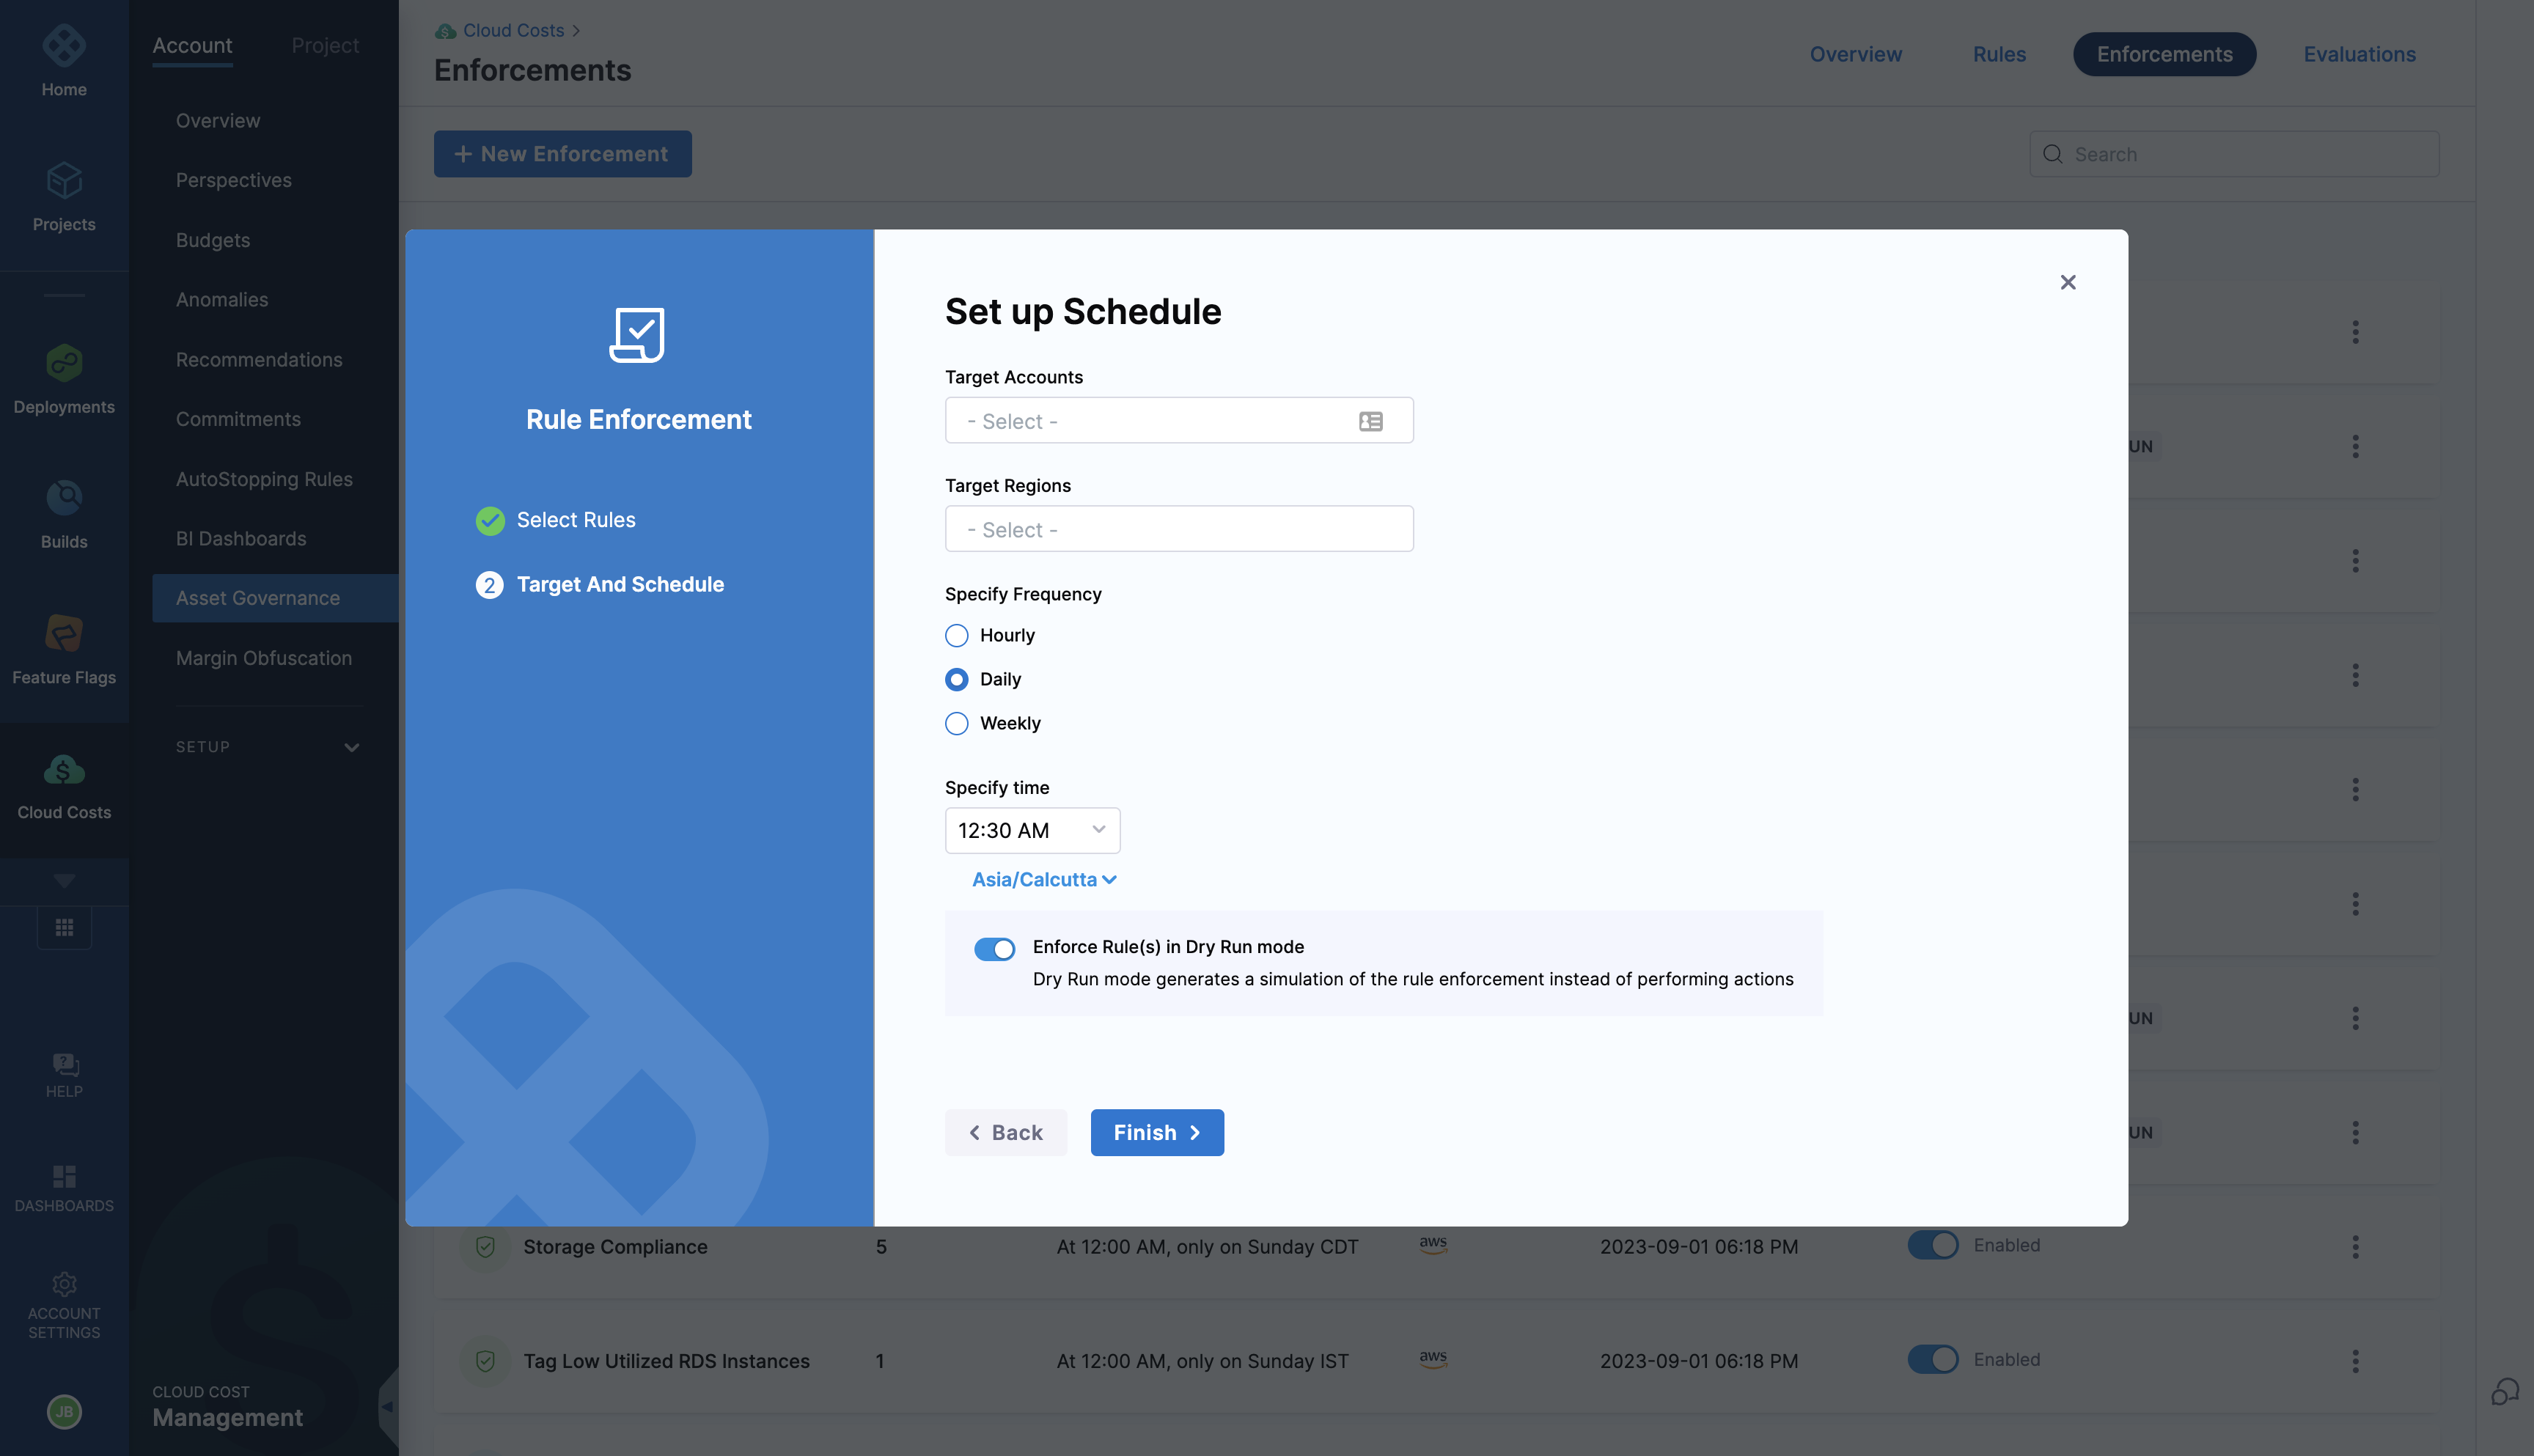 Home
Projects
Deployments
Builds
Feature Flags
Cloud Costs
HELP
DASHBOARDS
ACCOUNT
SETTINGS
JB
Account
Project
Overview
Perspectives
Budgets
Anomalies
Recommendations
Commitments
AutoStopping Rules
BI Dashboards
Asset Governance
Margin Obfuscation
SETUP
CLOUD COST
Management
Cloud Costs >
Enforcements
Overview
Rules
Enforcements
Evaluations
+ New Enforcement
Search
Rule Enforcement
Select Rules
2 Target And Schedule
Set up Schedule
Target Accounts
- Select -
Target Regions
- Select -
Specify Frequency
Hourly
Daily
Weekly
Specify time
12:30 AM
Asia/Calcutta
Enforce Rule(s) in Dry Run mode
Dry Run mode generates a simulation of the rule enforcement instead of performing actions
Back
Finish
UN
UN
UN
Storage Compliance 5 At 12:00 AM, only on Sunday CDT aws 2023-09-01 06:18 PM Enabled
Tag Low Utilized RDS Instances 1 At 12:00 AM, only on Sunday IST aws 2023-09-01 06:18 PM Enabled